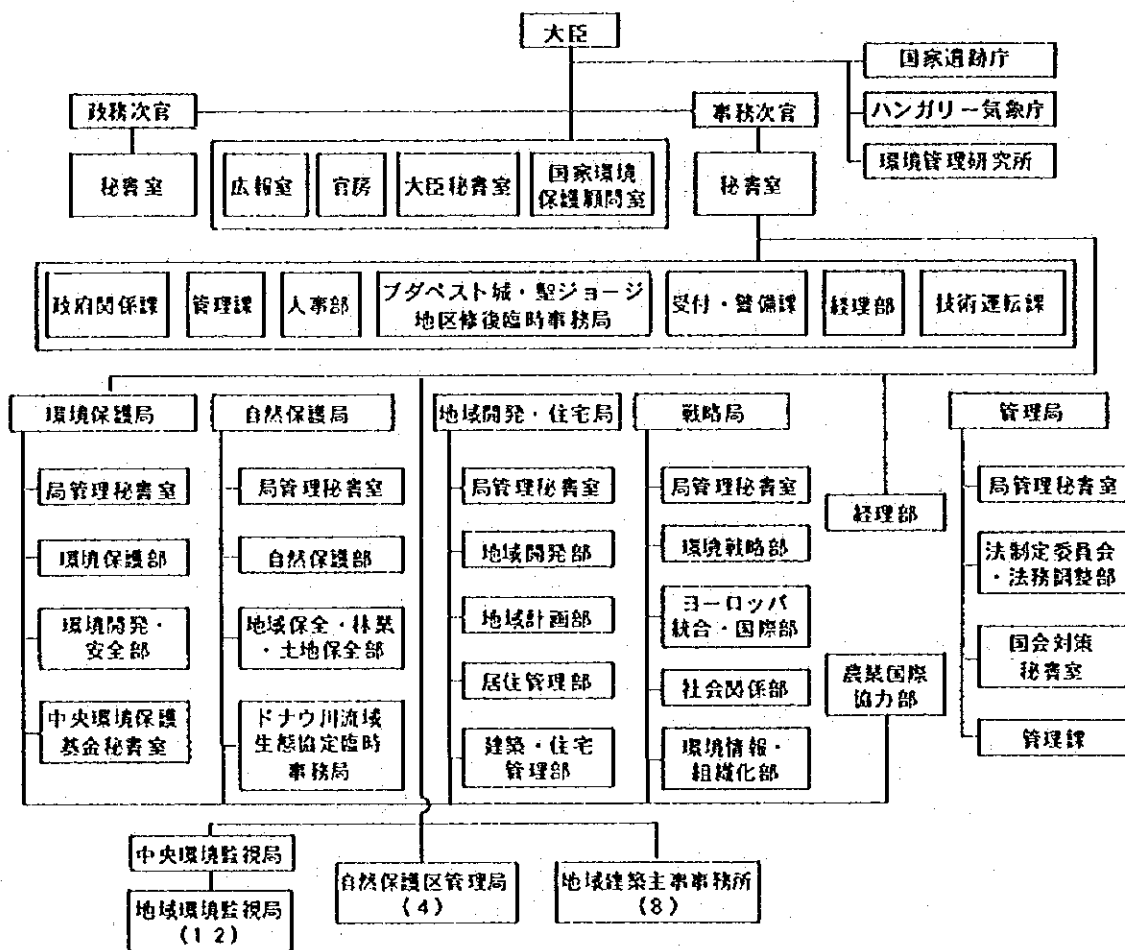 大臣
国家遺跡庁
政務次官
事務次官
ハンガリー気象庁
秘書室
広報室
官房
大臣秘書室
国家環境
保護顧問室
秘書室
環境管理研究所
政府関係課
管理課
人事部
ブダペスト城・聖ジョージ
地区修復臨時事務局
受付・警備課
経理部
技術運転課
環境保護局
自然保護局
地域開発・住宅局
戦略局
管理局
局管理秘書室
環境保護部
環境開発・
安全部
中央環境保護
基金秘書室
局管理秘書室
自然保護部
地域保全・林業
・土地保全部
ドナウ川流域
生態協定臨時
事務局
局管理秘書室
地域開発部
地域計画部
居住管理部
建築・住宅
管理部
局管理秘書室
環境戦略部
ヨーロッパ
統合・国際部
社会関係部
環境情報・
組織化部
経理部
農業国際
協力部
局管理秘書室
法制定委員会
・法務調整部
国会対策
秘書室
管理課
中央環境監視局
地域環境監視局
(12)
自然保護区管理局
(4)
地域建築主事事務所
(8)